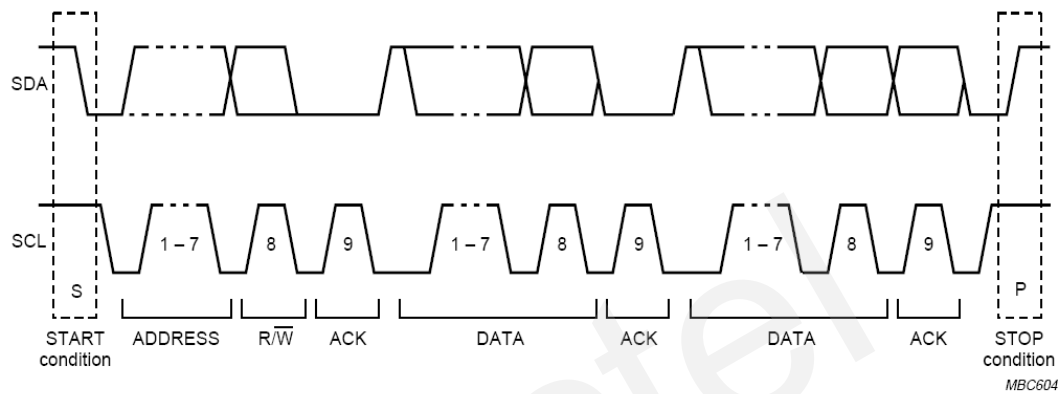 SDA
SCL
1 – 7
8
9
1 – 7
8
9
1 – 7
8
9
S
P
START
condition
ADDRESS
R/W̅
ACK
DATA
ACK
DATA
ACK
STOP
condition
MBC604